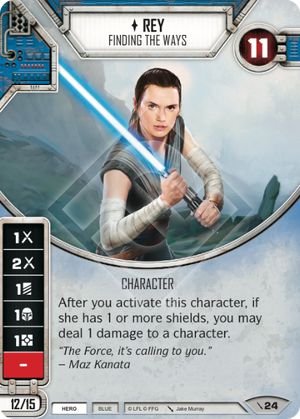 REY
FINDING THE WAYS
11
1
2
1
1
1
-
CHARACTER
After you activate this character, if
she has 1 or more shields, you may
deal 1 damage to a character.
"The Force, it's calling to you."
– Maz Kanata
12/15
HERO
BLUE
© LFL © FFG
Jake Murray
24